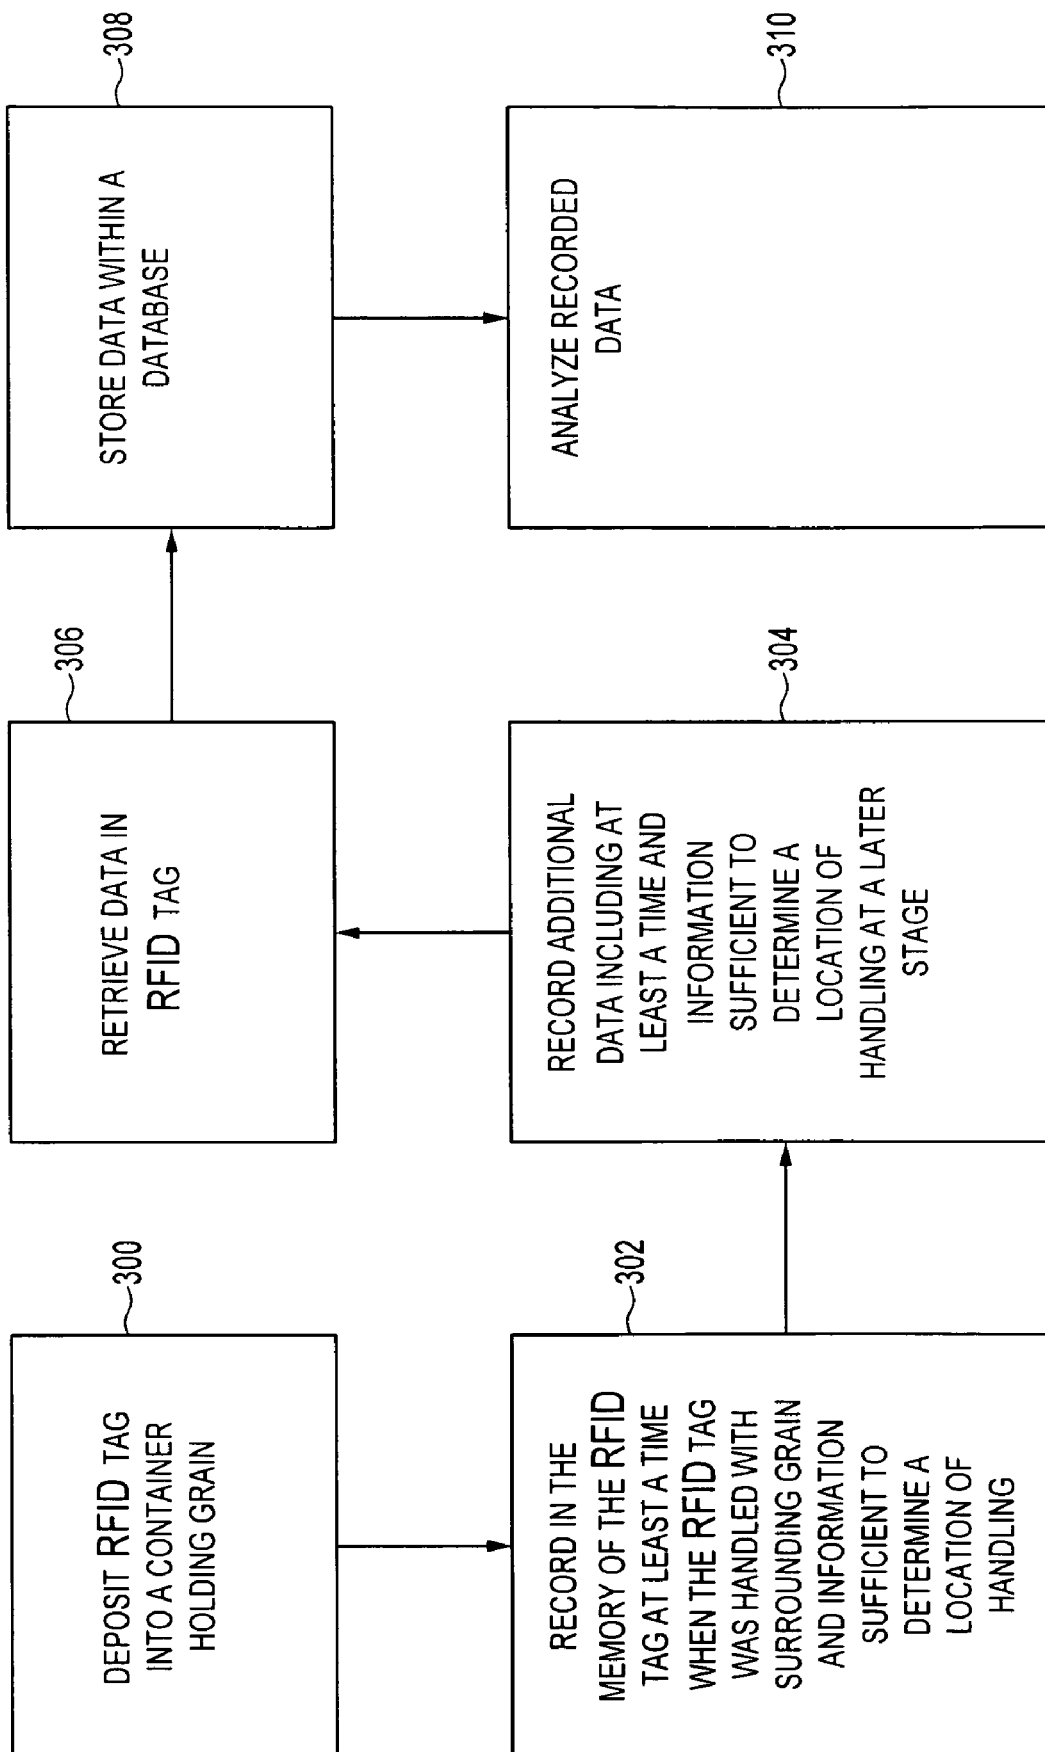 300
DEPOSIT RFID TAG
INTO A CONTAINER
HOLDING GRAIN
302
RECORD IN THE
MEMORY OF THE RFID
TAG AT LEAST A TIME
WHEN THE RFID TAG
WAS HANDLED WITH
SURROUNDING GRAIN
AND INFORMATION
SUFFICIENT TO
DETERMINE A
LOCATION OF
HANDLING
304
RECORD ADDITIONAL
DATA INCLUDING AT
LEAST A TIME AND
INFORMATION
SUFFICIENT TO
DETERMINE A
LOCATION OF
HANDLING AT A LATER
STAGE
306
RETRIEVE DATA IN
RFID TAG
308
STORE DATA WITHIN A
DATABASE
310
ANALYZE RECORDED
DATA